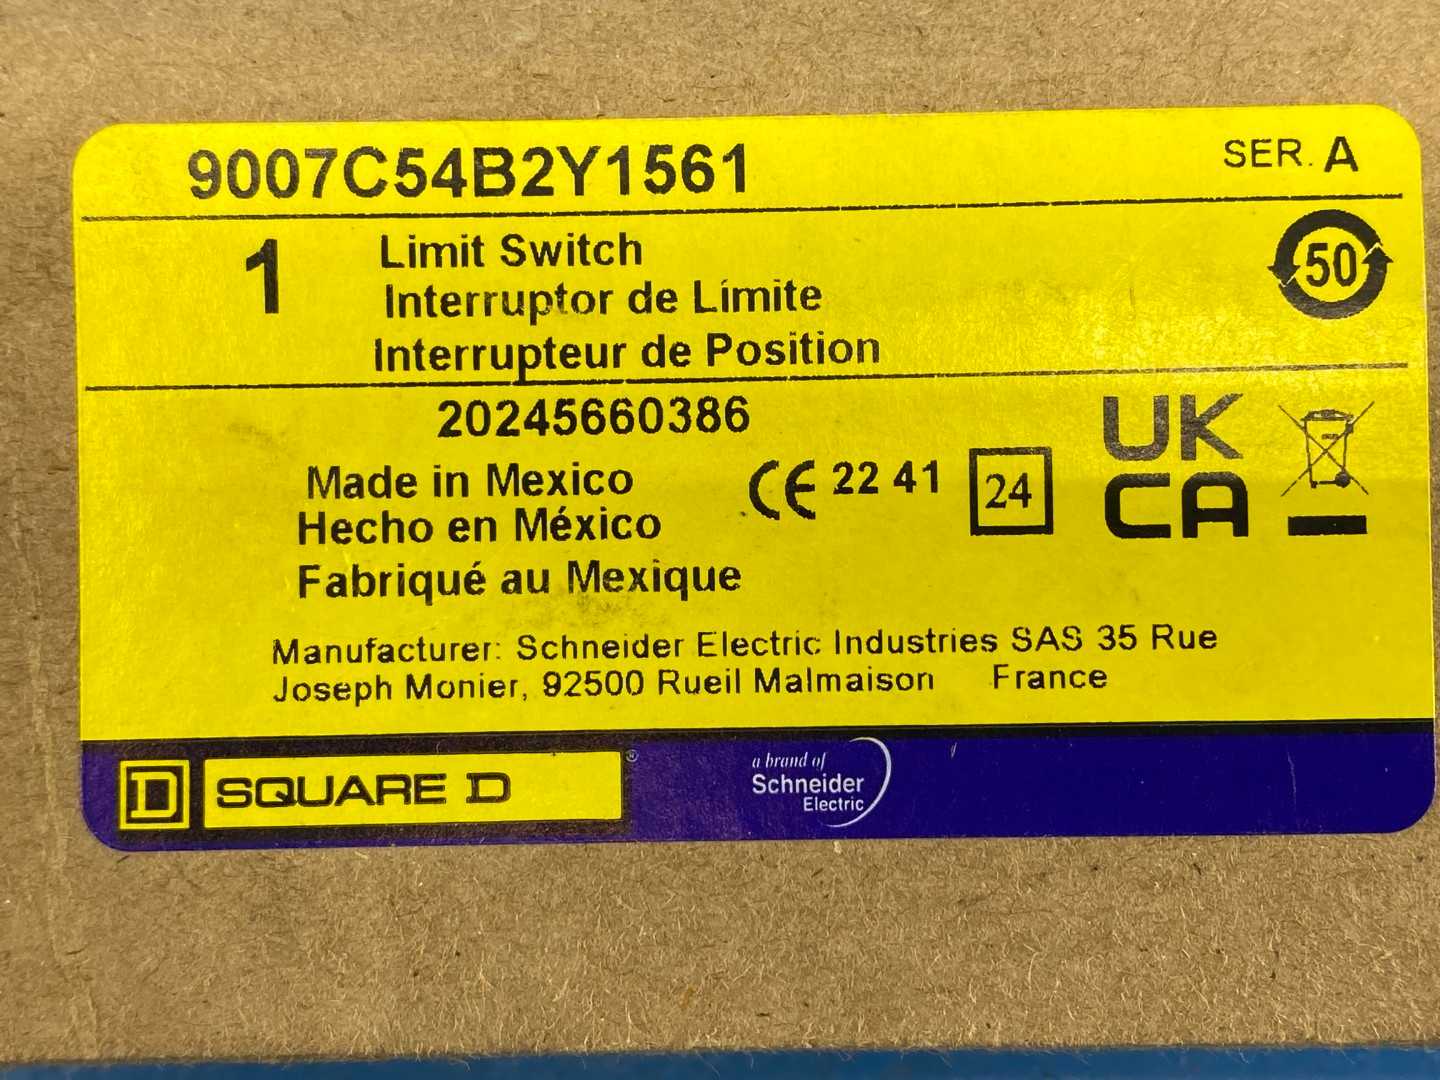 9007C54B2Y1561 SER. A
1 Limit Switch
Interruptor de Límite
Interrupteur de Position
50
20245660386
Made in Mexico
Hecho en México
Fabriqué au Mexique
CE 22 41 24 UK CA
Manufacturer: Schneider Electric Industries SAS 35 Rue
Joseph Monier, 92500 Rueil Malmaison France
D SQUARE D ®
a brand of
Schneider
Electric